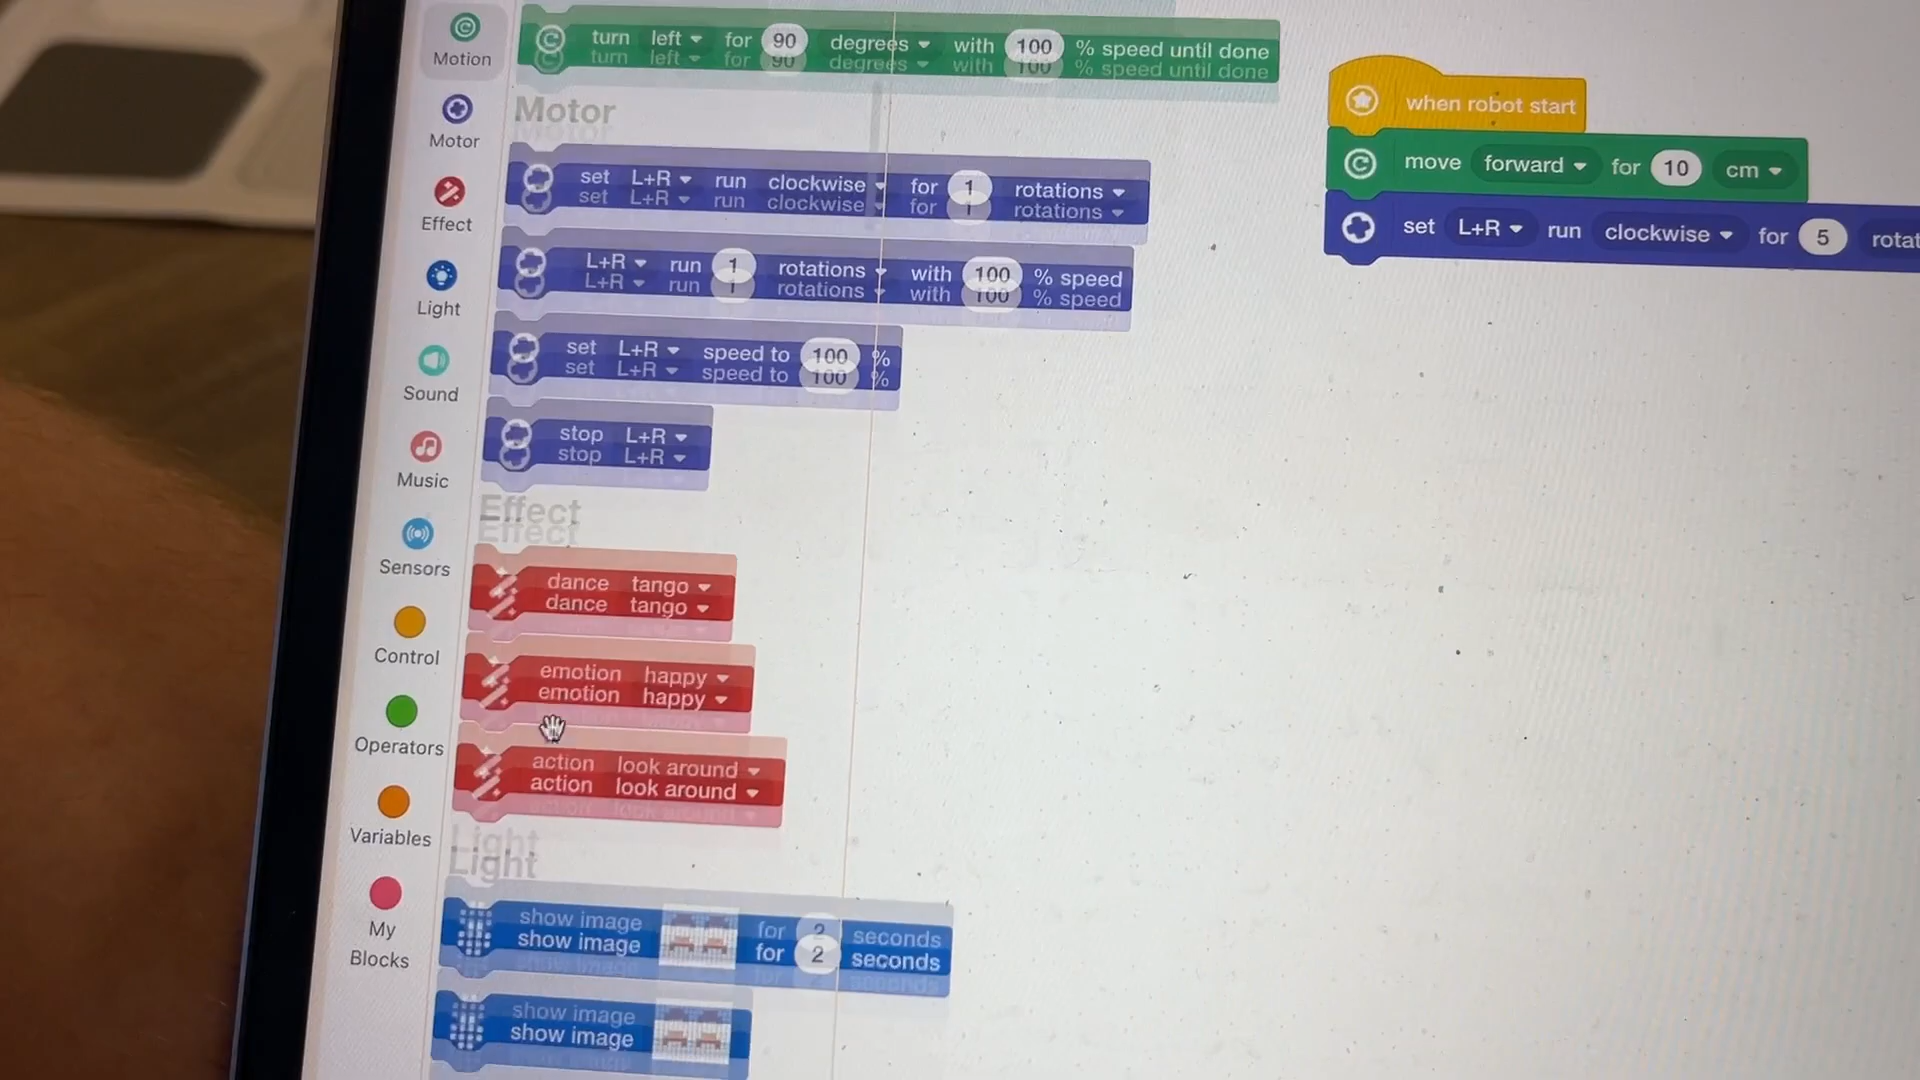 Motion
Motor
Effect
Light
Sound
Music
Sensors
Control
Operators
Variables
My
Blocks
turn left for 90 degrees with 100 % speed until done
Motor
set L+R run clockwise for 1 rotations
L+R run 1 rotations with 100 % speed
set L+R speed to 100 %
stop L+R
Effect
dance tango
emotion happy
action look around
Light
show image for 2 seconds
show image
when robot start
move forward for 10 cm
set L+R run clockwise for 5 rotat